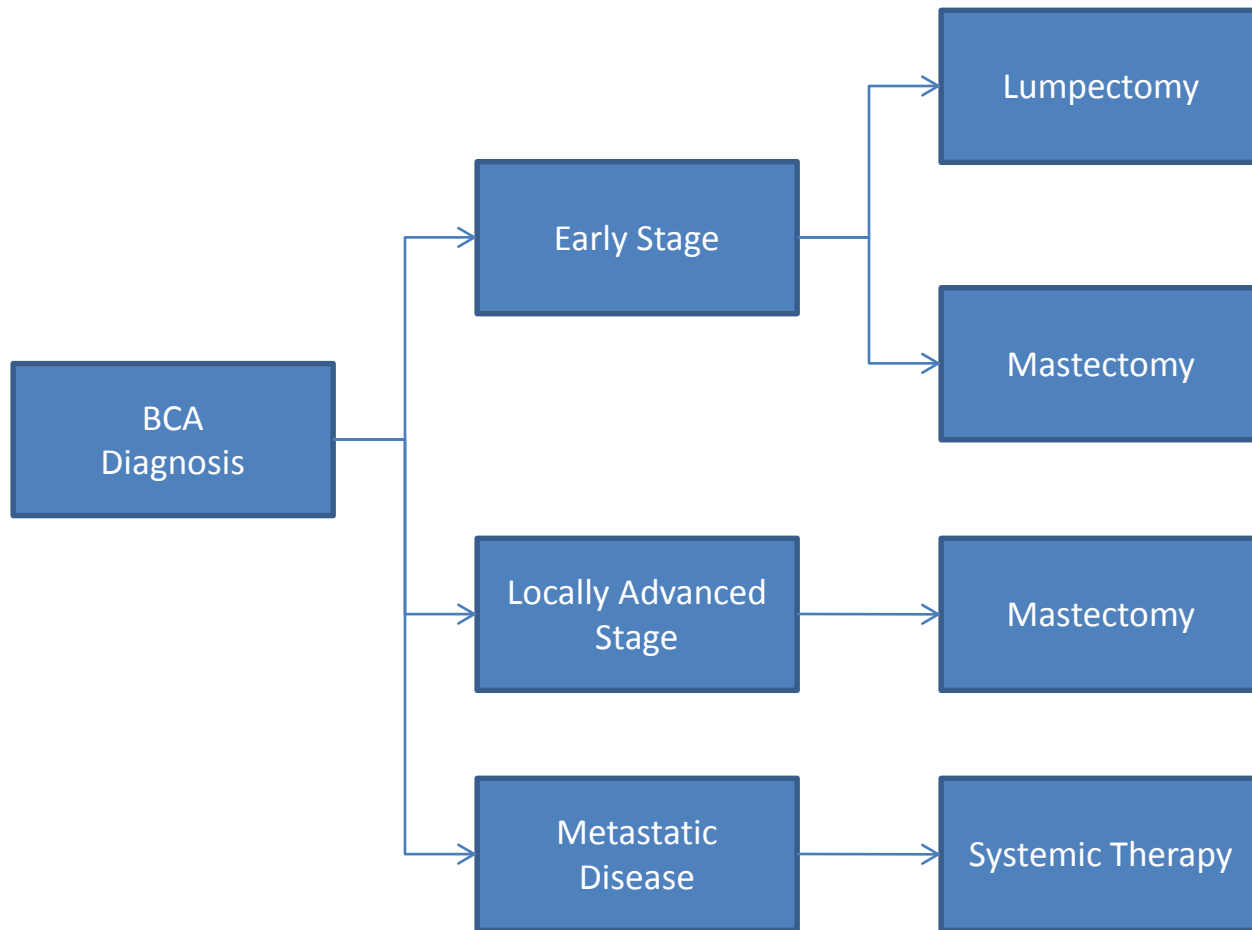 Lumpectomy
Early Stage
Mastectomy
BCA
Diagnosis
Locally Advanced
Stage
Mastectomy
Metastatic
Disease
Systemic Therapy